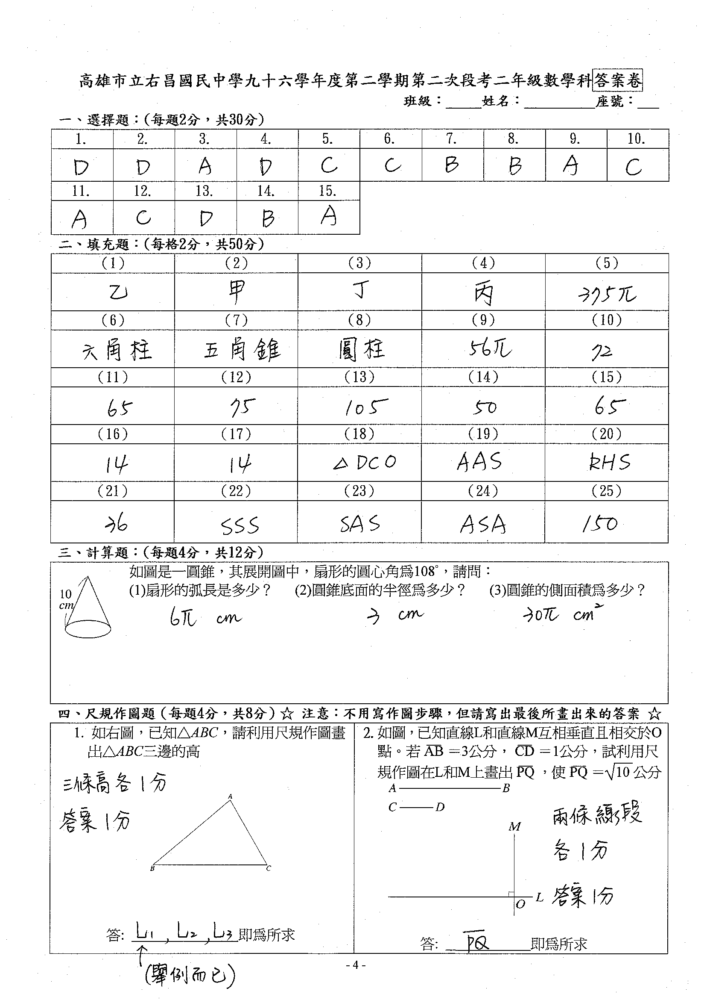 高雄市立右昌國民中學九十六學年度第二學期第二次段考二年級數學科答案卷
班級：_____姓名：__________座號：___
一、選擇題：(每題2分，共30分)
1. 2. 3. 4. 5. 6. 7. 8. 9. 10.
D D A D C C B B A C
11. 12. 13. 14. 15.
A C D B A
二、填充題：(每格2分，共50分)
(1) (2) (3) (4) (5)
乙 甲 丁 丙 375π
(6) (7) (8) (9) (10)
六角柱 五角錐 圓柱 56π 72
(11) (12) (13) (14) (15)
65 75 105 50 65
(16) (17) (18) (19) (20)
14 14 △DCO AAS RHS
(21) (22) (23) (24) (25)
36 SSS SAS ASA 150
三、計算題：(每題4分，共12分)
如圖是一圓錐，其展開圖中，扇形的圓心角為108°，請問：
(1)扇形的弧長是多少？ (2)圓錐底面的半徑為多少？ (3)圓錐的側面積為多少？
10
cm
6π cm 3 cm 30π cm²
四、尺規作圖題(每題4分，共8分)☆ 注意：不用寫作圖步驟，但請寫出最後所畫出來的答案 ☆
1. 如右圖，已知△ABC，請利用尺規作圖畫
出△ABC三邊的高
三條高各1分
答案1分
A
B
C
答: L1, L2, L3即為所求
(舉例而已)
2. 如圖，已知直線L和直線M互相垂直且相交於O
點。若 A̅B̅ =3公分， C̅D̅ =1公分，試利用尺
規作圖在L和M上畫出 P̅Q̅ ，使 P̅Q̅ =√10 公分
A B
C D
兩條線段
各1分
答案1分
M
L
O
答: P̅Q̅ 即為所求
- 4 -